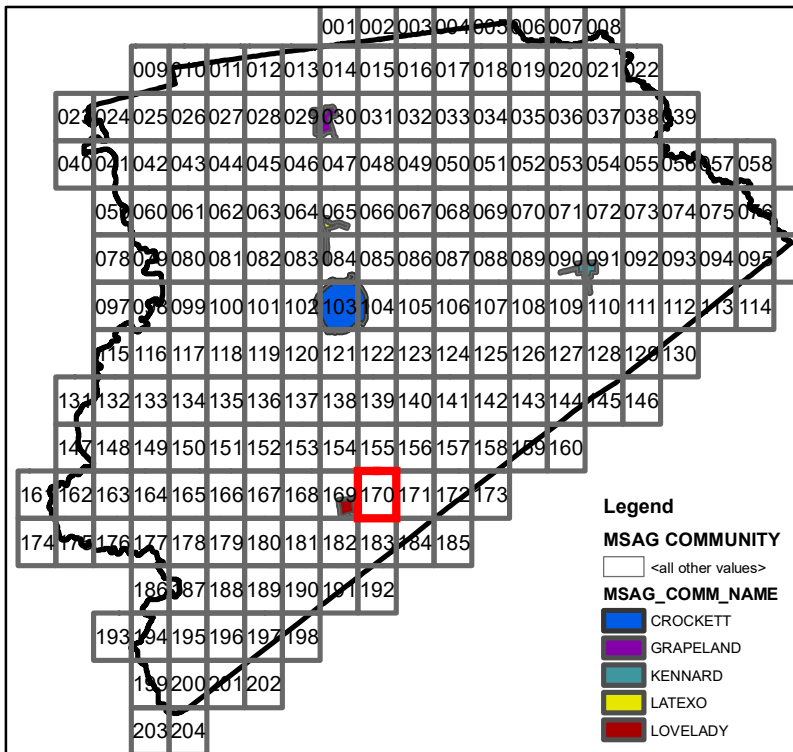 001 002 003 004 005 006 007 008
009 010 011 012 013 014 015 016 017 018 019 020 021 022
023 024 025 026 027 028 029 030 031 032 033 034 035 036 037 038 039
040 041 042 043 044 045 046 047 048 049 050 051 052 053 054 055 056 057 058
059 060 061 062 063 064 065 066 067 068 069 070 071 072 073 074 075 076
078 079 080 081 082 083 084 085 086 087 088 089 090 091 092 093 094 095
097 098 099 100 101 102 103 104 105 106 107 108 109 110 111 112 113 114
115 116 117 118 119 120 121 122 123 124 125 126 127 128 129 130
131 132 133 134 135 136 137 138 139 140 141 142 143 144 145 146
147 148 149 150 151 152 153 154 155 156 157 158 159 160
161 162 163 164 165 166 167 168 169 170 171 172 173
174 175 176 177 178 179 180 181 182 183 184 185
186 187 188 189 190 191 192
193 194 195 196 197 198
199 200 201 202
203 204
Legend
MSAG COMMUNITY
<all other values>
MSAG_COMM_NAME
CROCKETT
GRAPELAND
KENNARD
LATEXO
LOVELADY